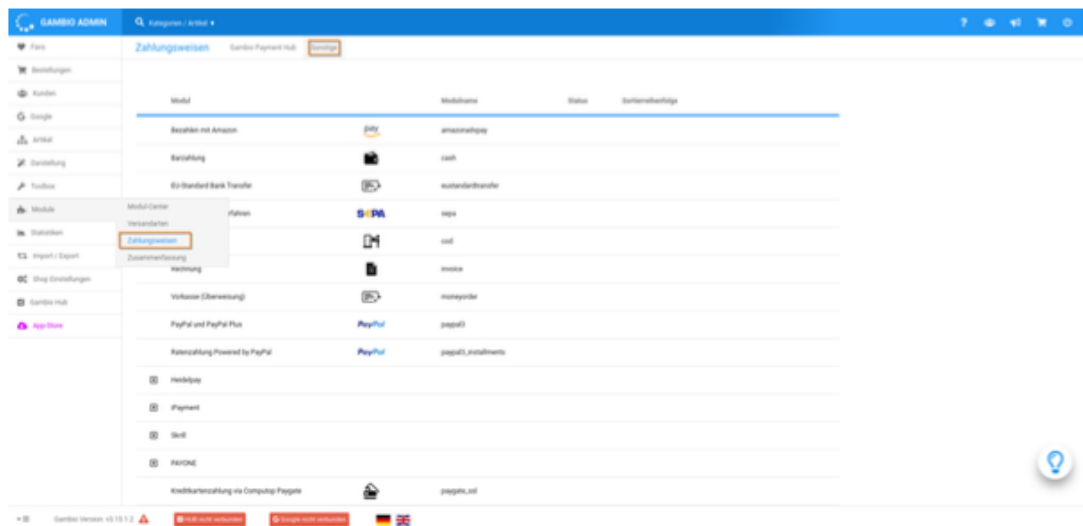 GAMBIO ADMIN
Kategorien / Artikel
Favs
Bestellungen
Kunden
Google
Artikel
Darstellung
Toolbox
Module
Statistiken
Import / Export
Shop Einstellungen
Gambio Hub
App-Store
Modul-Center
Versandarten
Zahlungsweisen
Zusammenfassung
Zahlungsweisen Gambio Payment Hub Sonstige
Modul Modulname Status Sortierreihenfolge
Bezahlen mit Amazon pay amazonadvpay
Barzahlung cash
EU-Standard Bank Transfer eustandardtransfer
rfahren SEPA sepa
cod
Rechnung invoice
Vorkasse (Überweisung) moneyorder
PayPal und PayPal Plus PayPal paypal3
Ratenzahlung Powered by PayPal PayPal paypal3_installments
Heidelpay
iPayment
Skrill
PAYONE
Kreditkartenzahlung via Computop Paygate paygate_ssl
Gambio Version: v3.15.1.2 HUB nicht verbunden Google nicht verbunden